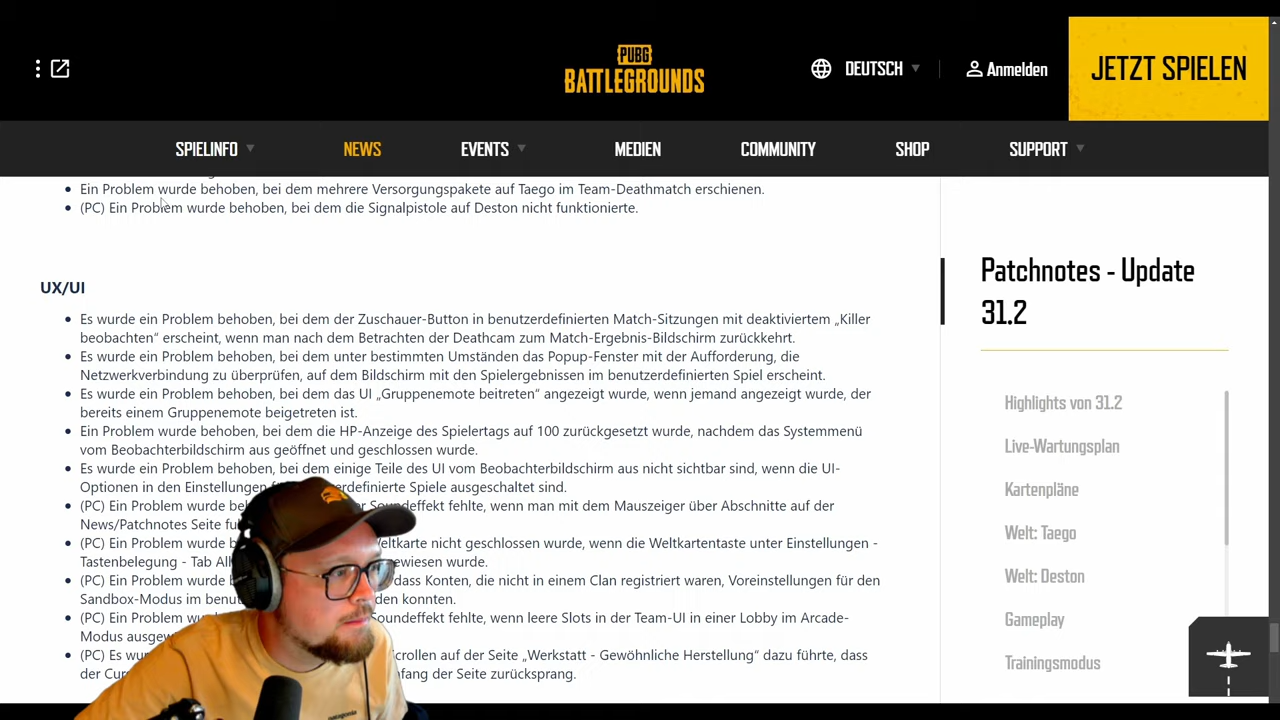 PUBG
BATTLEGROUNDS
DEUTSCH
Anmelden
JETZT SPIELEN
SPIELINFO
NEWS
EVENTS
MEDIEN
COMMUNITY
SHOP
SUPPORT
Ein Problem wurde behoben, bei dem mehrere Versorgungspakete auf Taego im Team-Deathmatch erschienen.
(PC) Ein Problem wurde behoben, bei dem die Signalpistole auf Deston nicht funktionierte.
UX/UI
Es wurde ein Problem behoben, bei dem der Zuschauer-Button in benutzerdefinierten Match-Sitzungen mit deaktiviertem „Killer
beobachten“ erscheint, wenn man nach dem Betrachten der Deathcam zum Match-Ergebnis-Bildschirm zurückkehrt.
Es wurde ein Problem behoben, bei dem unter bestimmten Umständen das Popup-Fenster mit der Aufforderung, die
Netzwerkverbindung zu überprüfen, auf dem Bildschirm mit den Spielergebnissen im benutzerdefinierten Spiel erscheint.
Es wurde ein Problem behoben, bei dem das UI „Gruppenemote beitreten“ angezeigt wurde, wenn jemand angezeigt wurde, der
bereits einem Gruppenemote beigetreten ist.
Ein Problem wurde behoben, bei dem die HP-Anzeige des Spielertags auf 100 zurückgesetzt wurde, nachdem das Systemmenü
vom Beobachterbildschirm aus geöffnet und geschlossen wurde.
Es wurde ein Problem behoben, bei dem einige Teile des UI vom Beobachterbildschirm aus nicht sichtbar sind, wenn die UI-
Optionen in den Einstellungen erdefinierte Spiele ausgeschaltet sind.
(PC) Ein Problem wurde be r Soundeffekt fehlte, wenn man mit dem Mauszeiger über Abschnitte auf der
News/Patchnotes Seite fu
(PC) Ein Problem wurde eltkarte nicht geschlossen wurde, wenn die Weltkartentaste unter Einstellungen -
Tastenbelegung - Tab All ewiesen wurde.
(PC) Ein Problem wurde b dass Konten, die nicht in einem Clan registriert waren, Voreinstellungen für den
Sandbox-Modus im benut den konnten.
(PC) Ein Problem wu Soundeffekt fehlte, wenn leere Slots in der Team-UI in einer Lobby im Arcade-
Modus ausgew
(PC) Es wur crollen auf der Seite „Werkstatt - Gewöhnliche Herstellung“ dazu führte, dass
der Cur nfang der Seite zurücksprang.
Patchnotes - Update
31.2
Highlights von 31.2
Live-Wartungsplan
Kartenpläne
Welt: Taego
Welt: Deston
Gameplay
Trainingsmodus